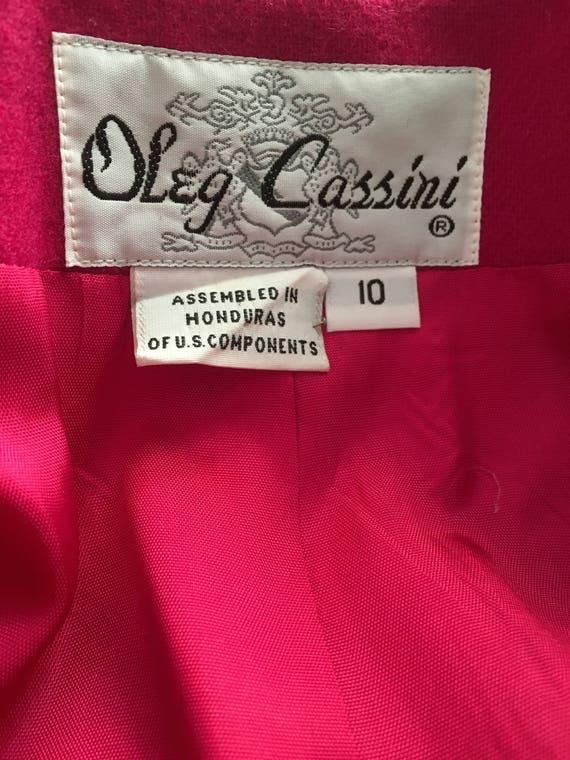 Oleg Cassini
®
ASSEMBLED IN
HONDURAS
OF U.S. COMPONENTS
10